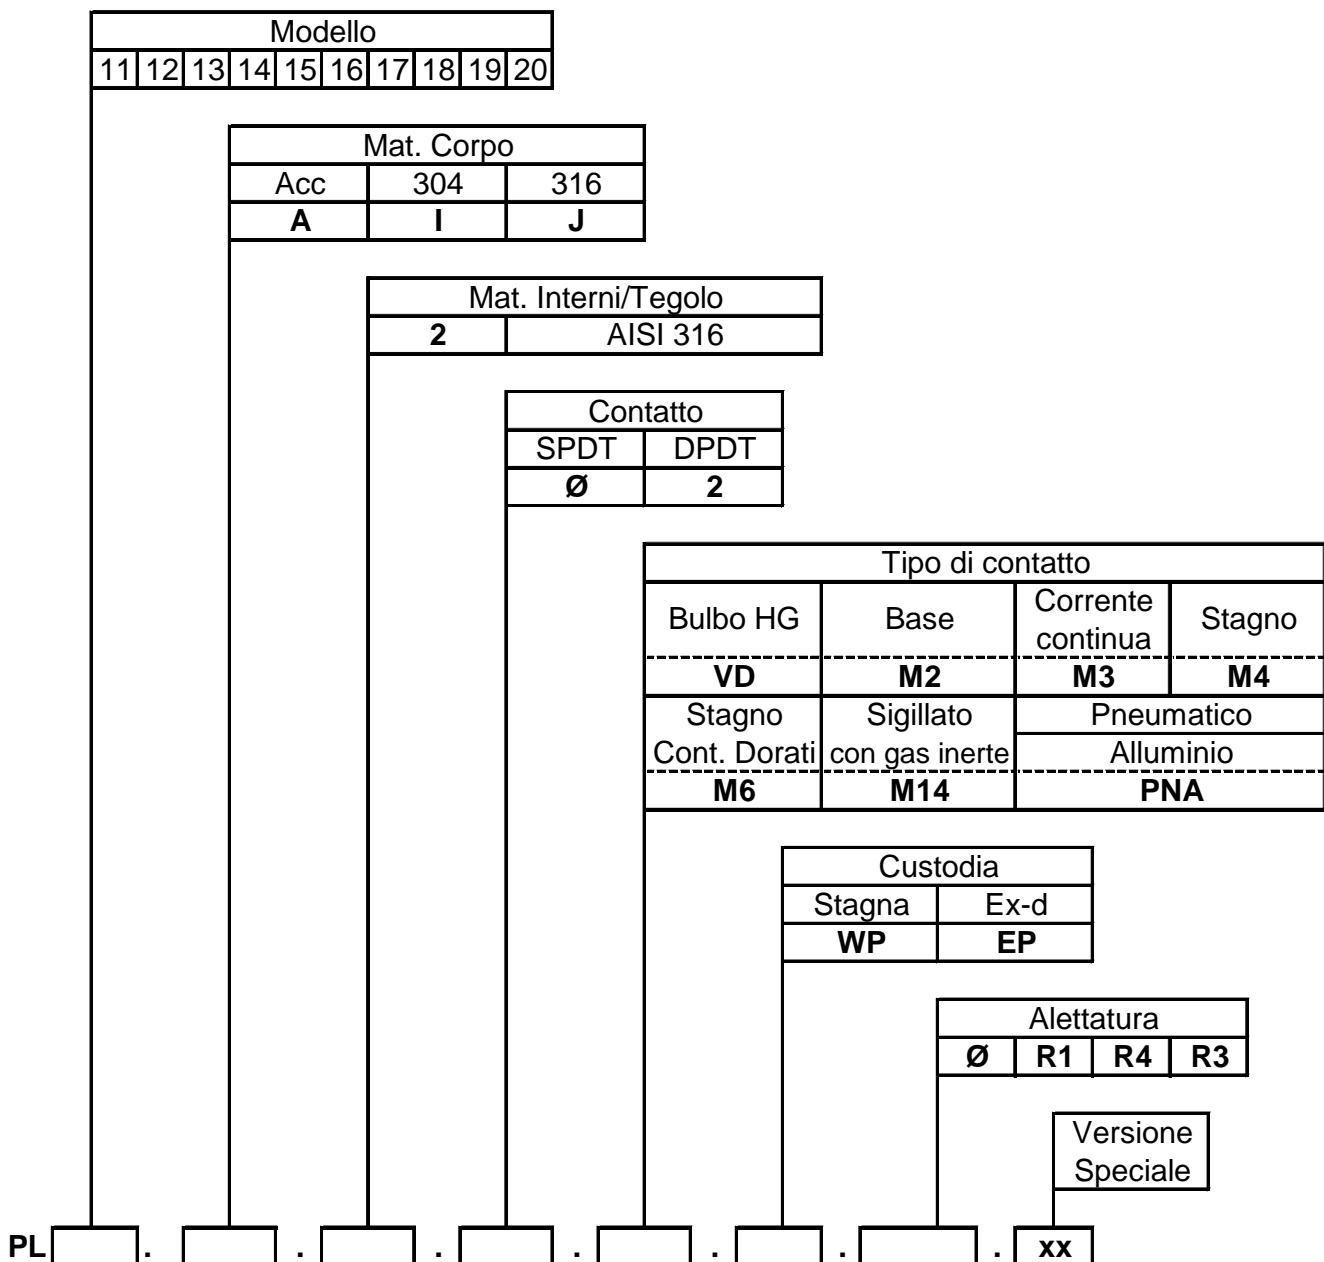 Modello
11 12 13 14 15 16 17 18 19 20
Mat. Corpo
Acc 304 316
A I J
Mat. Interni/Tegolo
2 AISI 316
Contatto
SPDT DPDT
Ø 2
Tipo di contatto
Bulbo HG Base Corrente continua Stagno
VD M2 M3 M4
Stagno Cont. Dorati Sigillato con gas inerte Pneumatico
Alluminio
M6 M14 PNA
Custodia
Stagna Ex-d
WP EP
Alettatura
Ø R1 R4 R3
Versione
Speciale
PL . . . . . . . xx